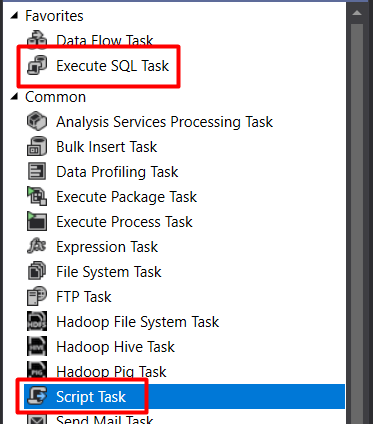 Favorites
Data Flow Task
Execute SQL Task
Common
Analysis Services Processing Task
Bulk Insert Task
Data Profiling Task
Execute Package Task
Execute Process Task
Expression Task
File System Task
FTP Task
Hadoop File System Task
Hadoop Hive Task
Hadoop Pig Task
Script Task
Send Mail Task